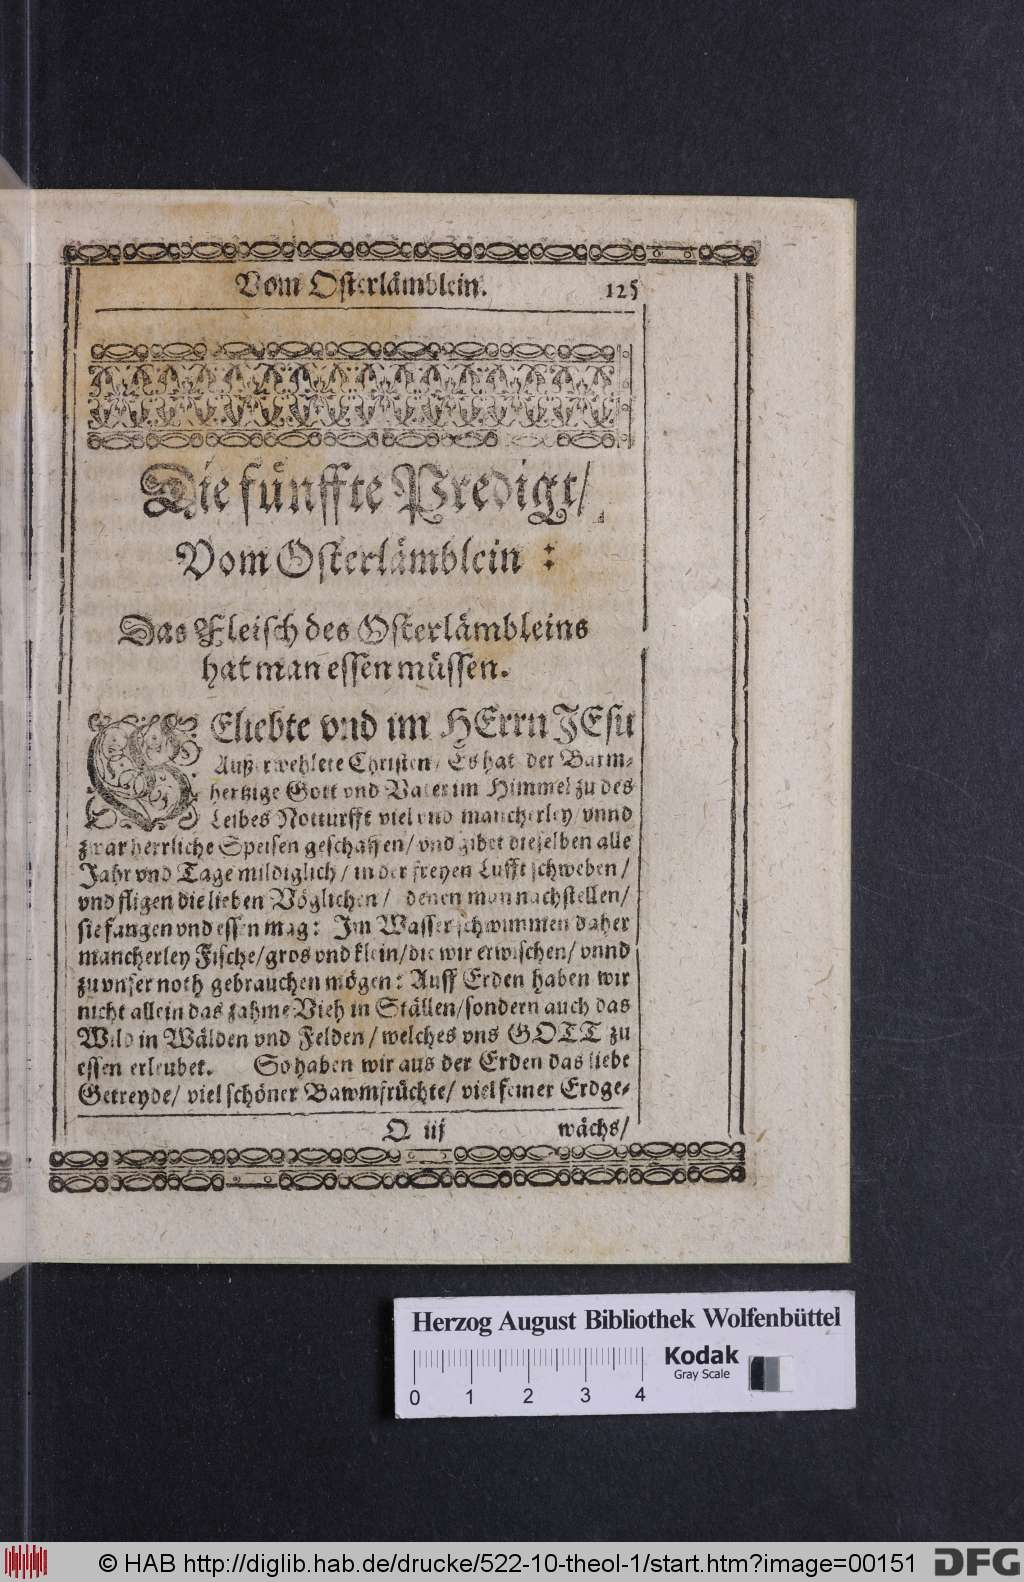 Vom Osterlämblein. 125
Die fünffte Predigt/
Vom Osterlämblein:
Das Fleisch des Osterlämbleins
hat man essen müssen.
GEliebte vnd im HErrn JEsu
Außerwehlete Christen/ Es hat der Barm-
hertzige Gott vnd Vater im Himmel zu des
Leibes Notturfft viel vnd mancherley/ vnnd
zwar herrliche Speisen geschaffen/ vnd gibet dieselben alle
Jahr vnd Tage mildiglich/ in der freyen Lufft schweben/
vnd fligen die lieben Vöglichen/ denen man nachstellen/
sie fangen vnd essen mag: Im Wasser schwimmen daher
mancherley Fische/ gros vnd klein/ die wir erwischen/ vnnd
zu vnser noth gebrauchen mögen: Auff Erden haben wir
nicht allein das zahme Vieh in Ställen/ sondern auch das
Wild in Wälden vnd Felden/ welches vns GOTT zu
essen erleubet. So haben wir aus der Erden das liebe
Getreyde/ viel schöner Bawmfrüchte/ viel feiner Erdge-
Q iij wächs/
Herzog August Bibliothek Wolfenbüttel
Kodak
Gray Scale
0 1 2 3 4
© HAB http://diglib.hab.de/drucke/522-10-theol-1/start.htm?image=00151
DFG